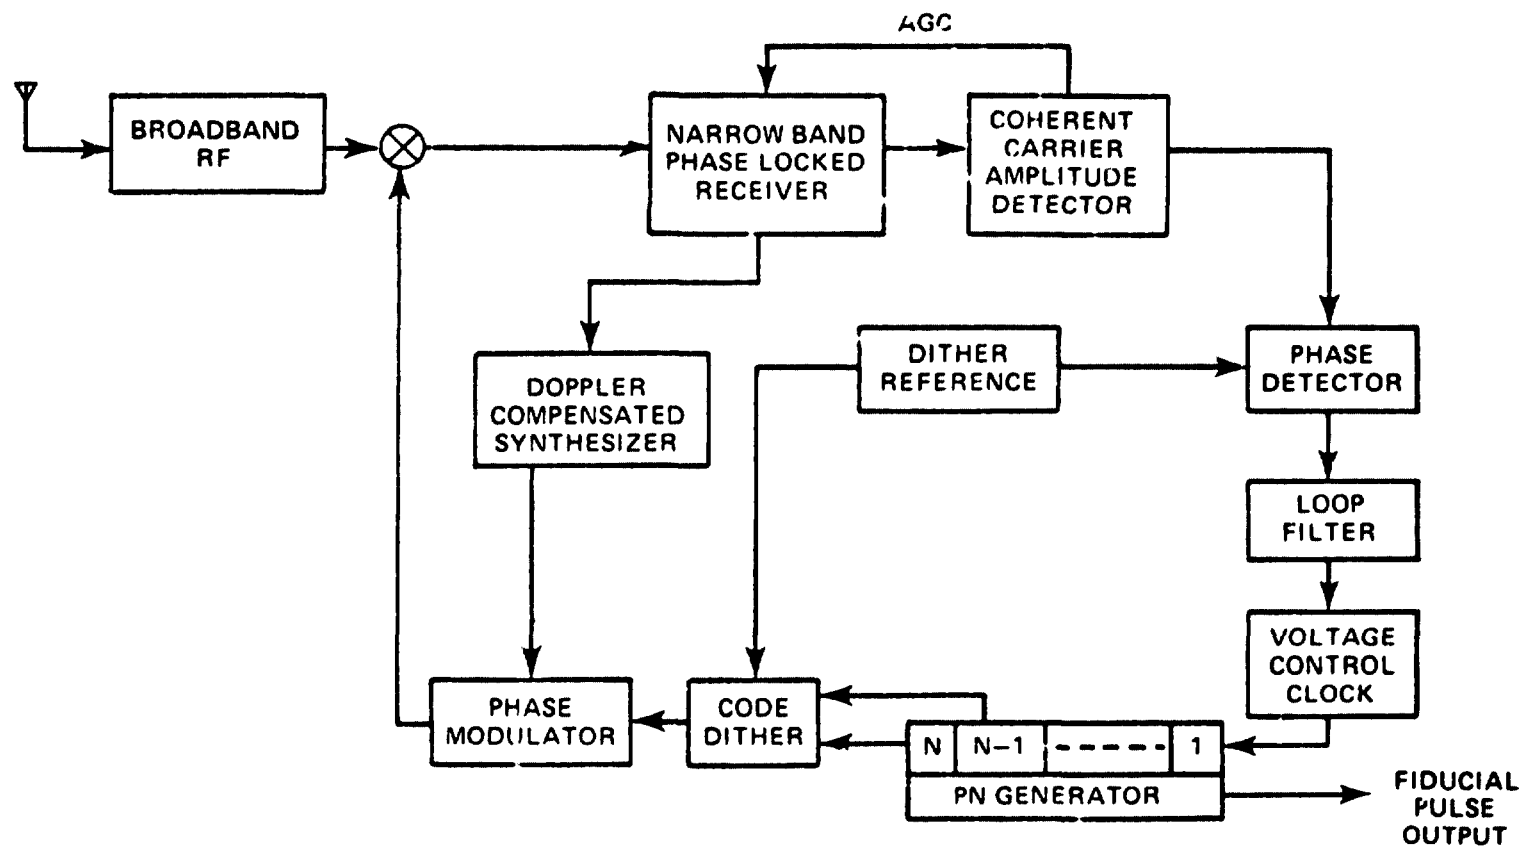 AGC
BROADBAND
RF
NARROW BAND
PHASE LOCKED
RECEIVER
COHERENT
CARRIER
AMPLITUDE
DETECTOR
DOPPLER
COMPENSATED
SYNTHESIZER
DITHER
REFERENCE
PHASE
DETECTOR
LOOP
FILTER
VOLTAGE
CONTROL
CLOCK
PHASE
MODULATOR
CODE
DITHER
N N-1 ------ 1
PN GENERATOR
FIDUCIAL
PULSE
OUTPUT